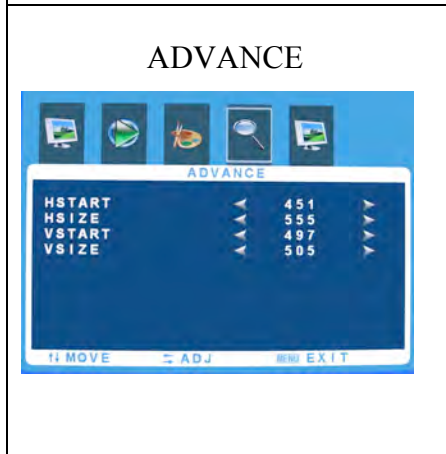 ADVANCE
ADVANCE
HSTART 451
HSIZE 555
VSTART 497
VSIZE 505
MOVE ADJ MENU EXIT